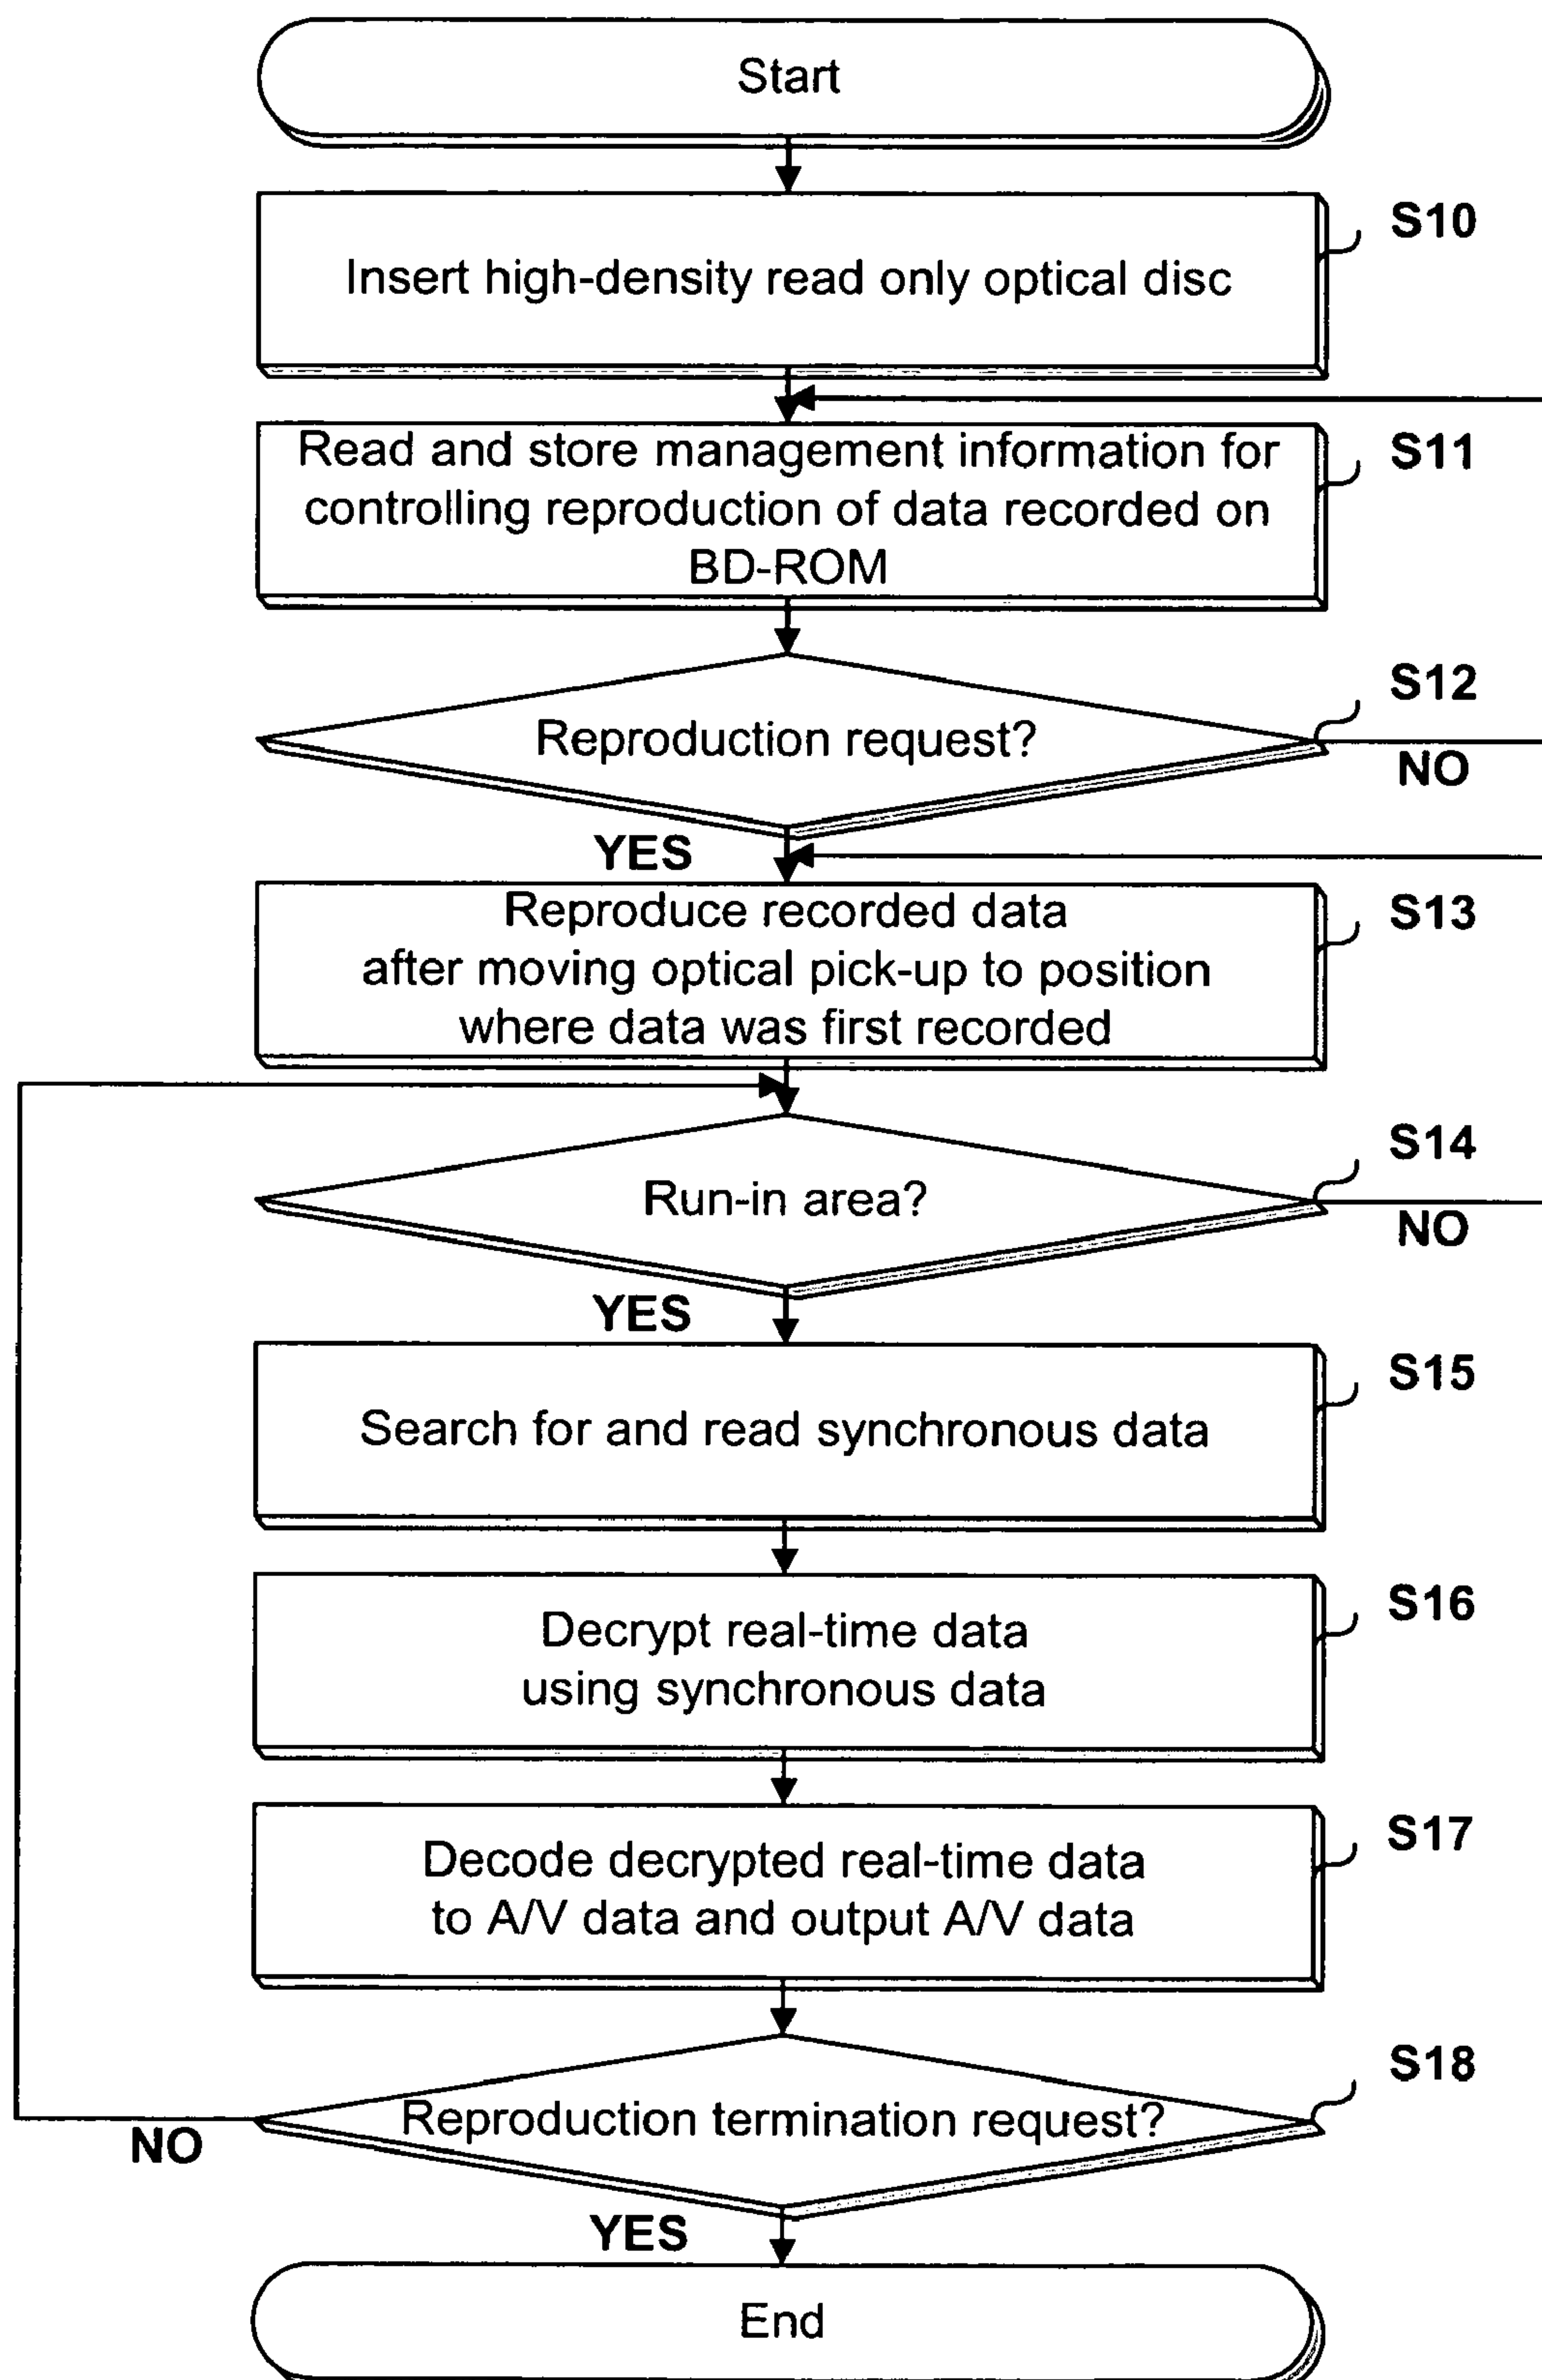 Start
S10
Insert high-density read only optical disc
S11
Read and store management information for
controlling reproduction of data recorded on
BD-ROM
S12
Reproduction request?
NO
YES
S13
Reproduce recorded data
after moving optical pick-up to position
where data was first recorded
S14
Run-in area?
NO
YES
S15
Search for and read synchronous data
S16
Decrypt real-time data
using synchronous data
S17
Decode decrypted real-time data
to A/V data and output A/V data
S18
Reproduction termination request?
NO
YES
End